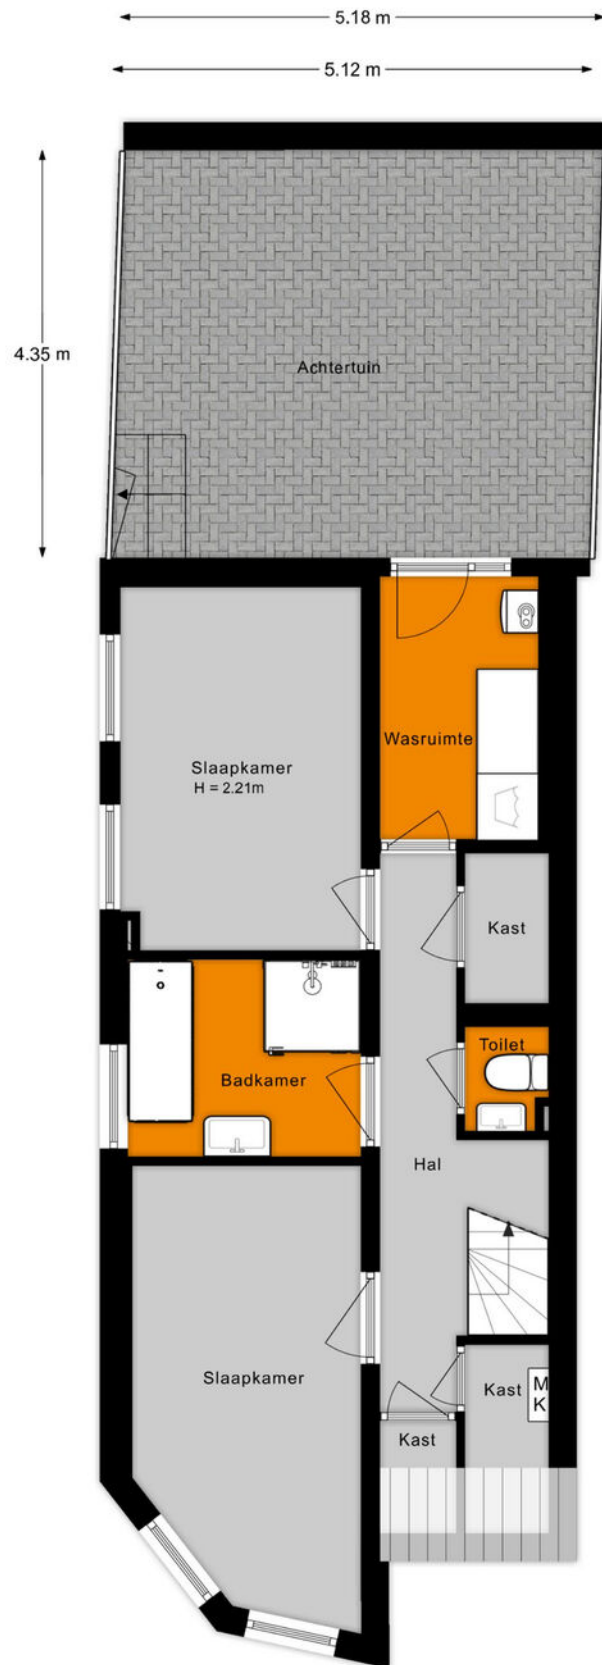 5.18 m
5.12 m
4.35 m
Achtertuin
Wasruimte
Slaapkamer
H = 2.21m
Kast
Toilet
Badkamer
Hal
Slaapkamer
Kast
M
K
Kast